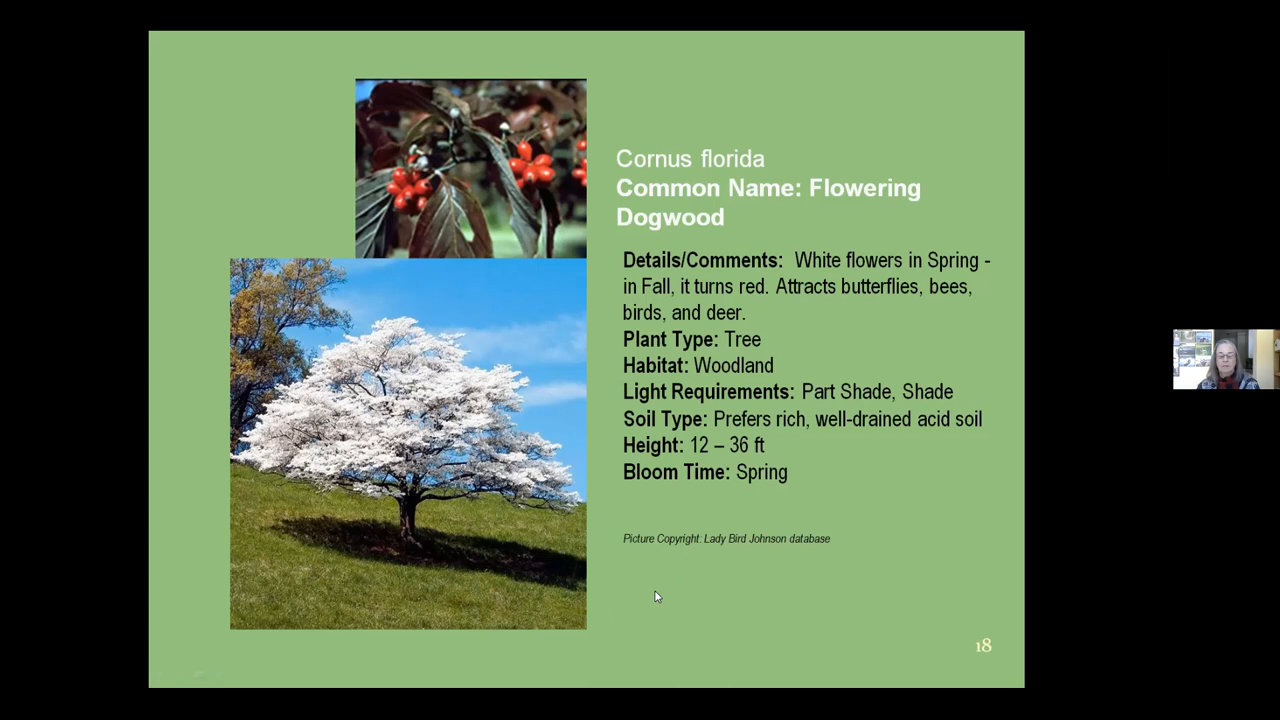 Cornus florida
Common Name: Flowering
Dogwood
Details/Comments: White flowers in Spring -
in Fall, it turns red. Attracts butterflies, bees,
birds, and deer.
Plant Type: Tree
Habitat: Woodland
Light Requirements: Part Shade, Shade
Soil Type: Prefers rich, well-drained acid soil
Height: 12 – 36 ft
Bloom Time: Spring
Picture Copyright: Lady Bird Johnson database
18